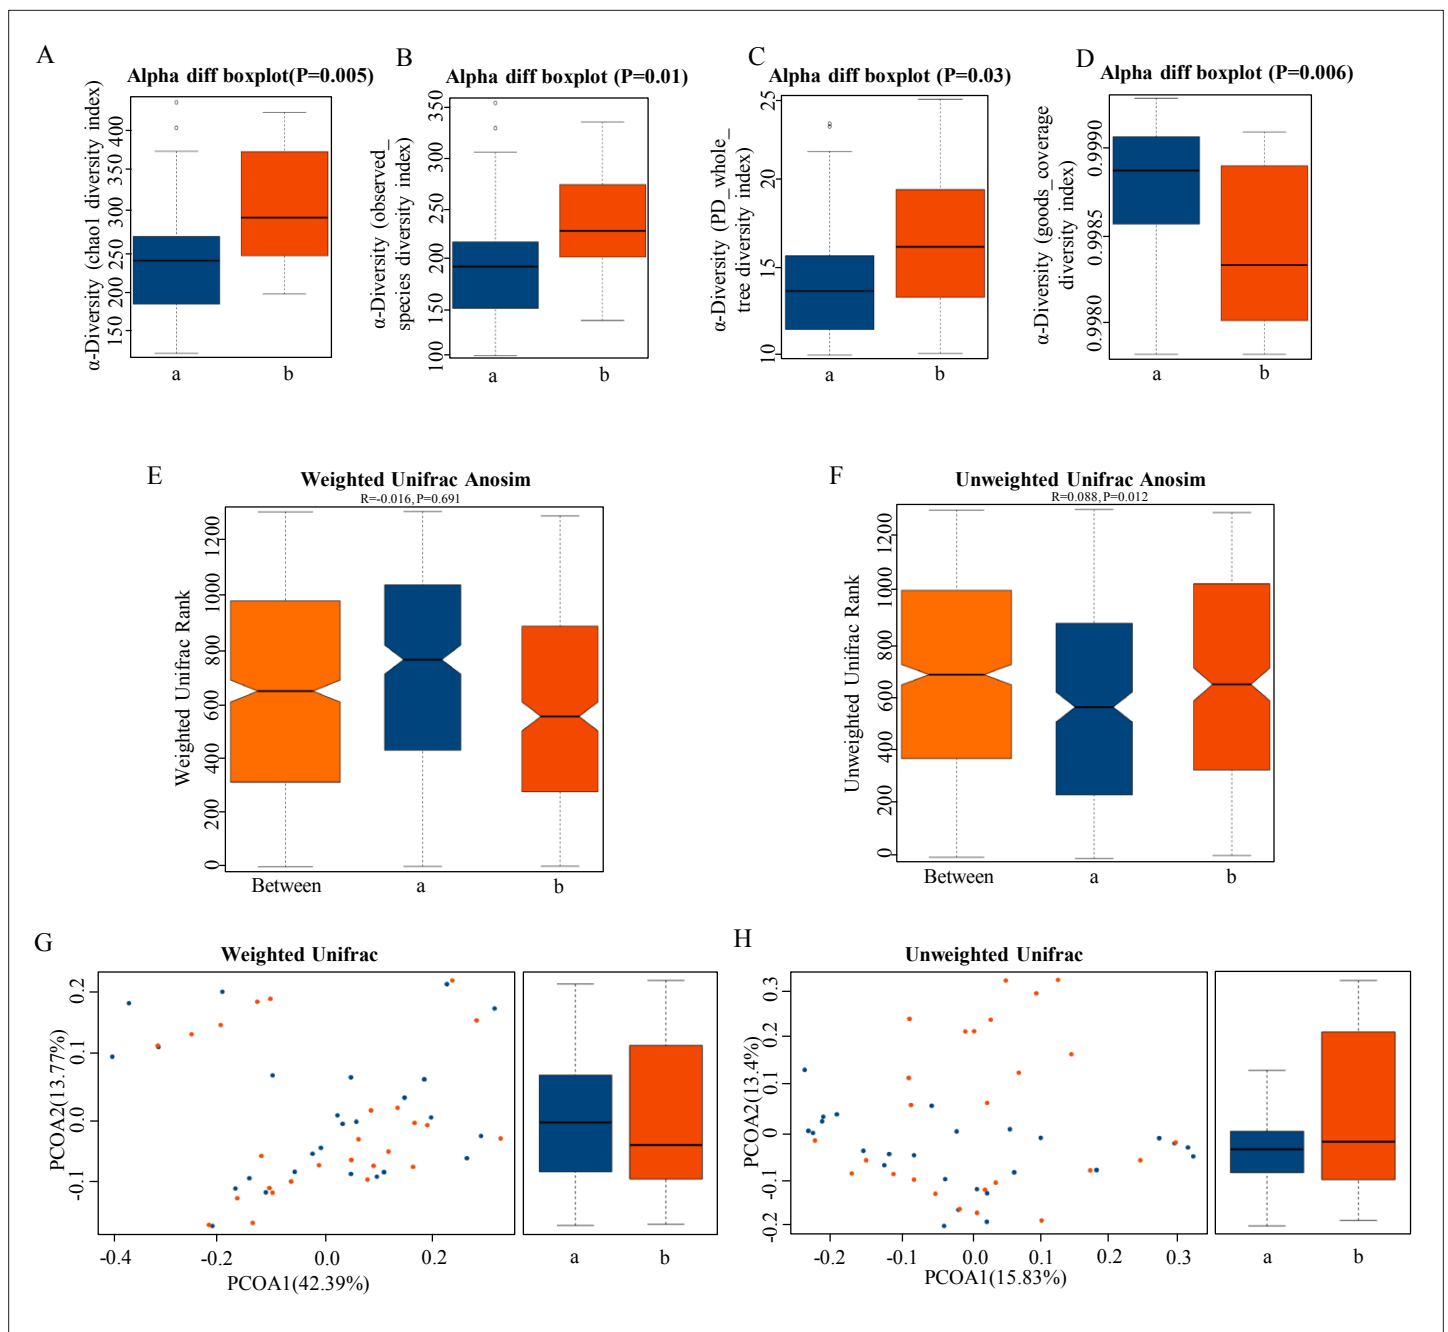 A
Alpha diff boxplot(P=0.005)
α-Diversity (chao1 diversity index)
400
350
300
250
200
150
a
b
B
Alpha diff boxplot (P=0.01)
α-Diversity (observed_
species diversity index)
350
300
250
200
150
100
a
b
C
Alpha diff boxplot (P=0.03)
α-Diversity (PD_whole_
tree diversity index)
25
20
15
10
a
b
D
Alpha diff boxplot (P=0.006)
α-Diversity (goods_coverage
diversity index)
0.9990
0.9985
0.9980
a
b
E
Weighted Unifrac Anosim
R=-0.016, P=0.691
Weighted Unifrac Rank
1200
1000
800
600
400
200
0
Between
a
b
F
Unweighted Unifrac Anosim
R=0.088, P=0.012
Unweighted Unifrac Rank
1200
1000
800
600
400
200
0
Between
a
b
G
Weighted Unifrac
PCOA2(13.77%)
0.2
0.1
0.0
-0.1
-0.4
-0.2
0.0
0.2
PCOA1(42.39%)
a
b
H
Unweighted Unifrac
PCOA2(13.4%)
0.3
0.2
0.1
0
-0.1
-0.2
-0.2
-0.1
0.0
0.1
0.2
0.3
PCOA1(15.83%)
a
b